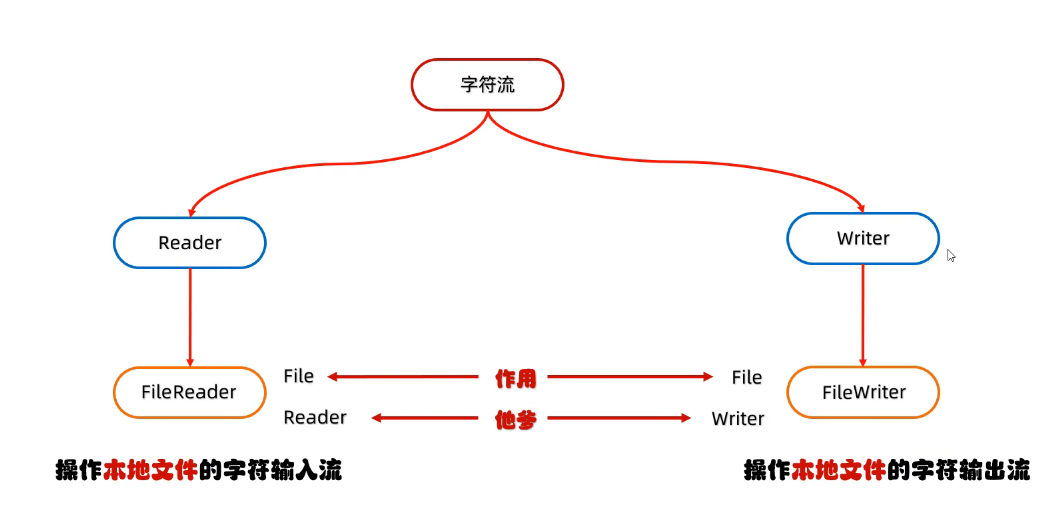 字符流
Reader
Writer
FileReader
File
作用
File
FileWriter
Reader
他爹
Writer
操作本地文件的字符输入流
操作本地文件的字符输出流